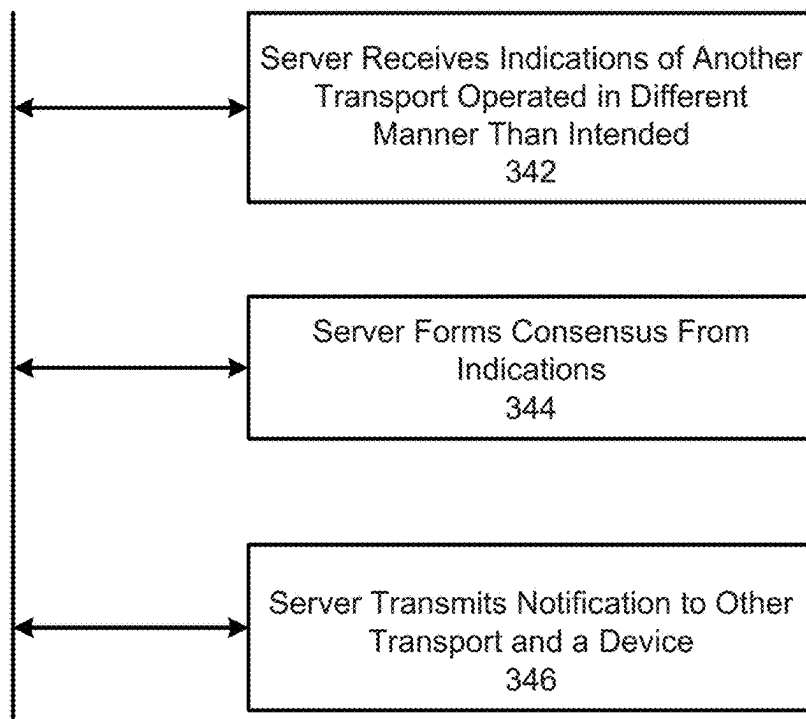 Server Receives Indications of Another
Transport Operated in Different
Manner Than Intended
342
Server Forms Consensus From
Indications
344
Server Transmits Notification to Other
Transport and a Device
346